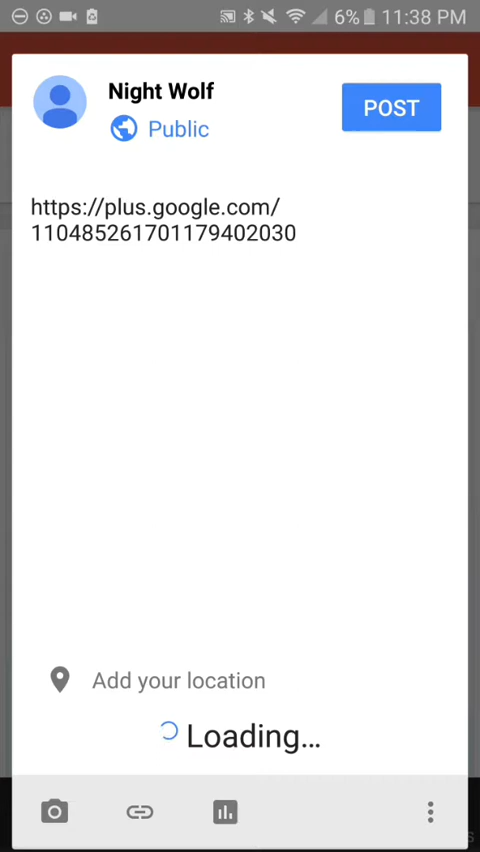 6% 11:38 PM
Night Wolf
POST
Public
https://plus.google.com/
110485261701179402030
Add your location
Loading...
S